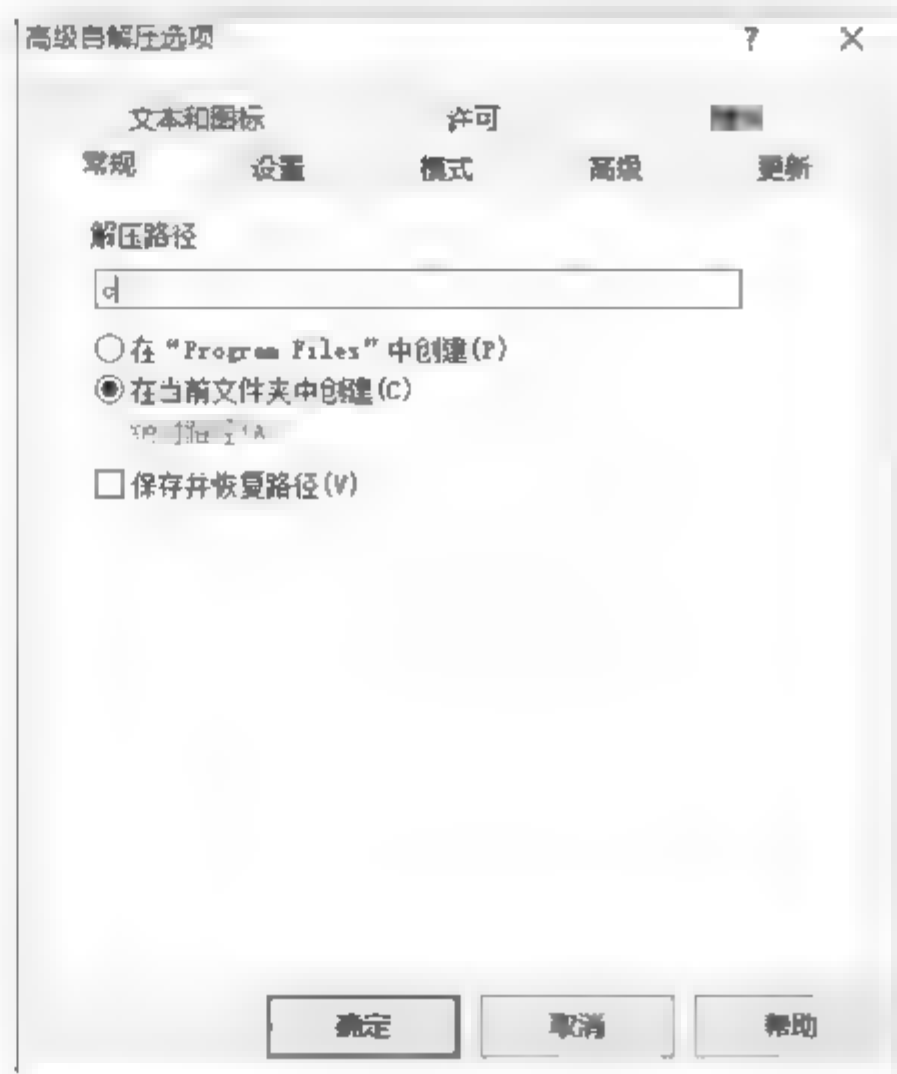 高级自解压选项 ? ×
文本和图标 许可
常规 设置 模式 高级 更新
解压路径
c
在“Program Files”中创建(P)
在当前文件夹中创建(C)
保存并恢复路径(V)
确定 取消 帮助